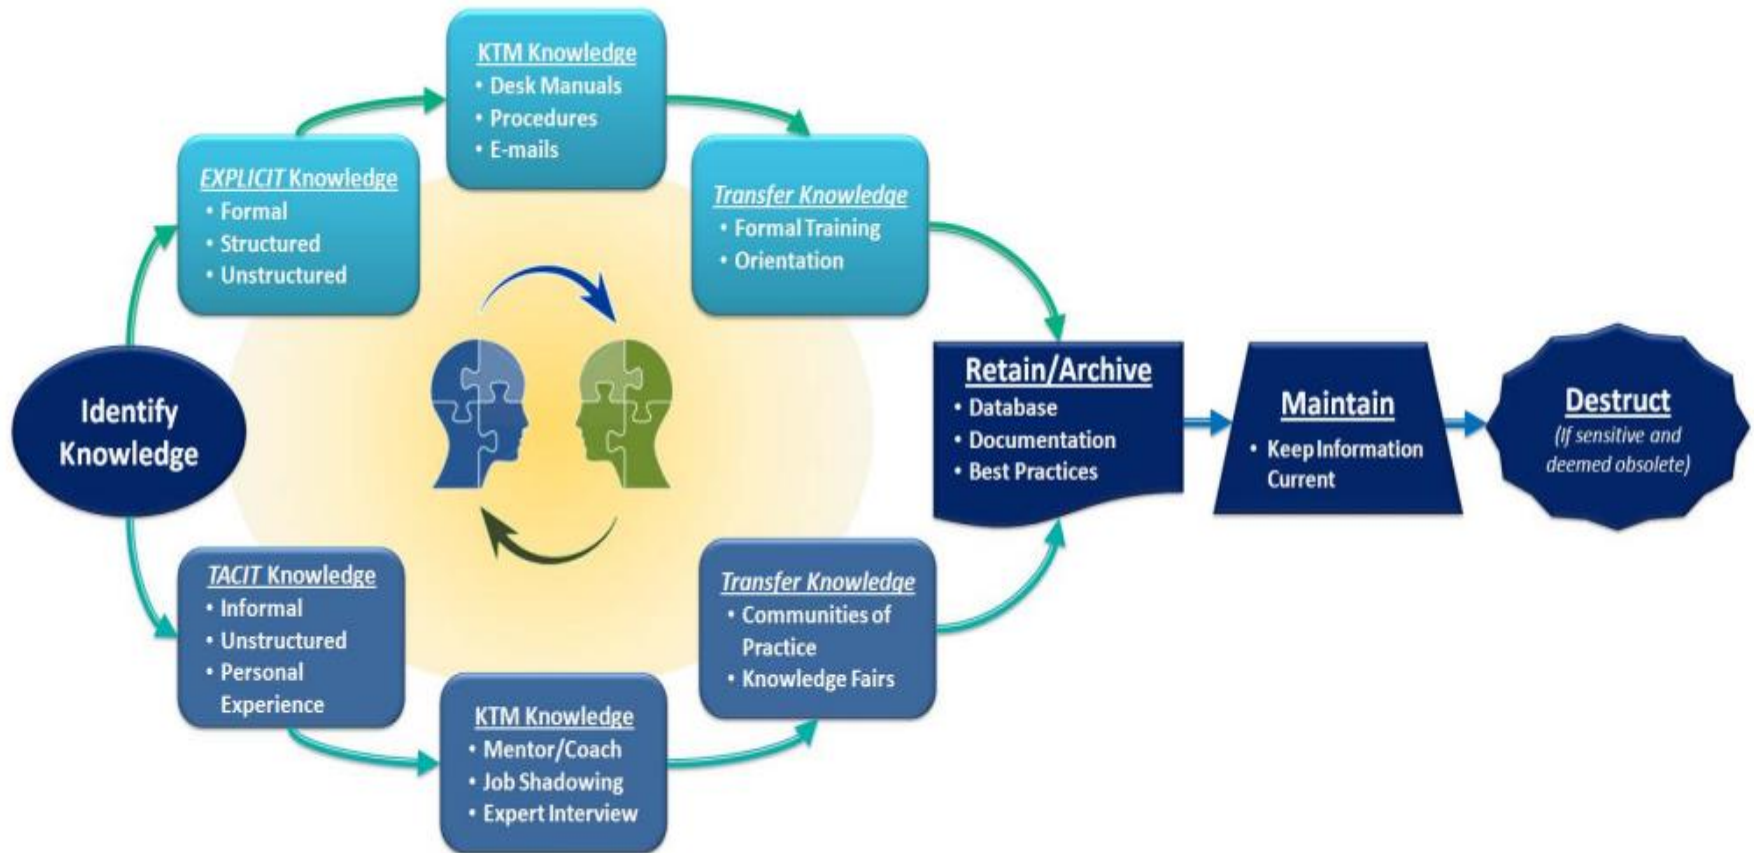 KTM Knowledge
• Desk Manuals
• Procedures
• E-mails
EXPLICIT Knowledge
• Formal
• Structured
• Unstructured
Transfer Knowledge
• Formal Training
• Orientation
Identify
Knowledge
Retain/Archive
• Database
• Documentation
• Best Practices
Maintain
• Keep Information
Current
Destruct
(If sensitive and
deemed obsolete)
TACIT Knowledge
• Informal
• Unstructured
• Personal
Experience
KTM Knowledge
• Mentor/Coach
• Job Shadowing
• Expert Interview
Transfer Knowledge
• Communities of
Practice
• Knowledge Fairs